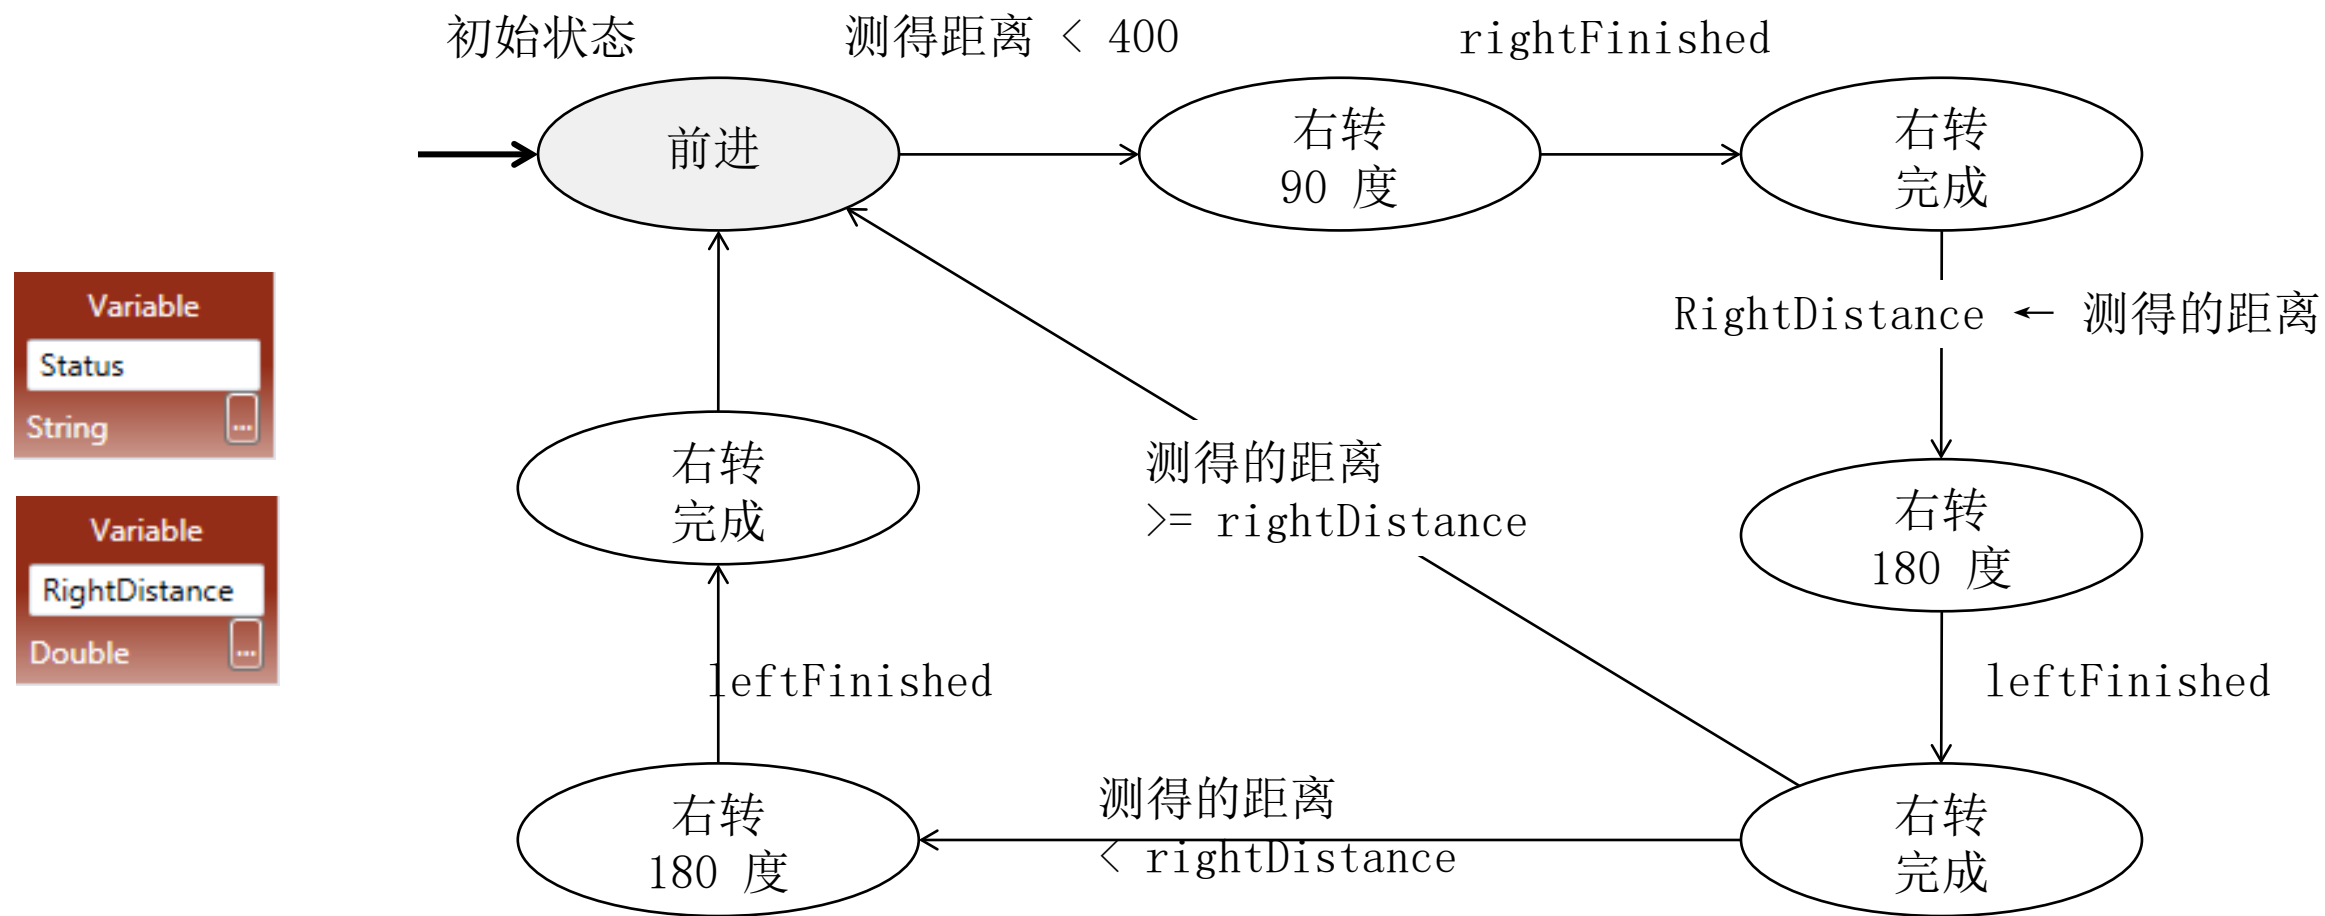 初始状态
测得距离 < 400
rightFinished
前进
右转
90 度
右转
完成
Variable
Status
String
...
RightDistance ← 测得的距离
Variable
RightDistance
Double
...
右转
完成
测得的距离
>= rightDistance
右转
180 度
leftFinished
leftFinished
右转
180 度
测得的距离
< rightDistance
右转
完成